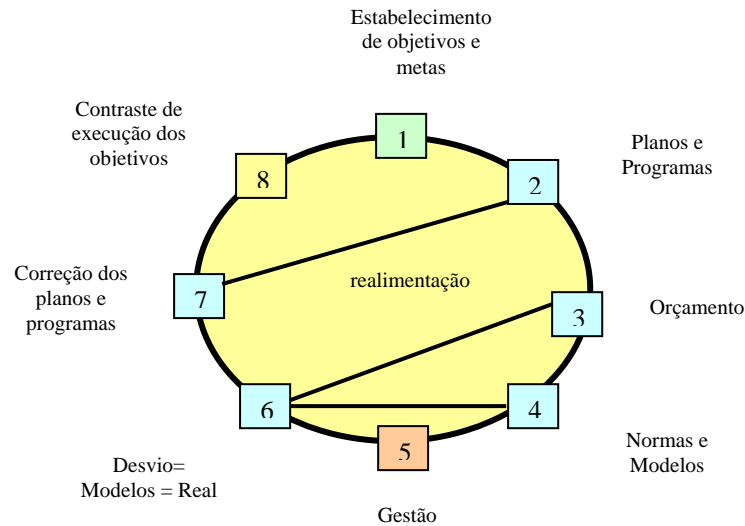 Estabelecimento
de objetivos e
metas
1
Planos e
Programas
2
Orçamento
3
Normas e
Modelos
4
Gestão
5
Desvio=
Modelos = Real
6
Correção dos
planos e
programas
7
Contraste de
execução dos
objetivos
8
realimentação